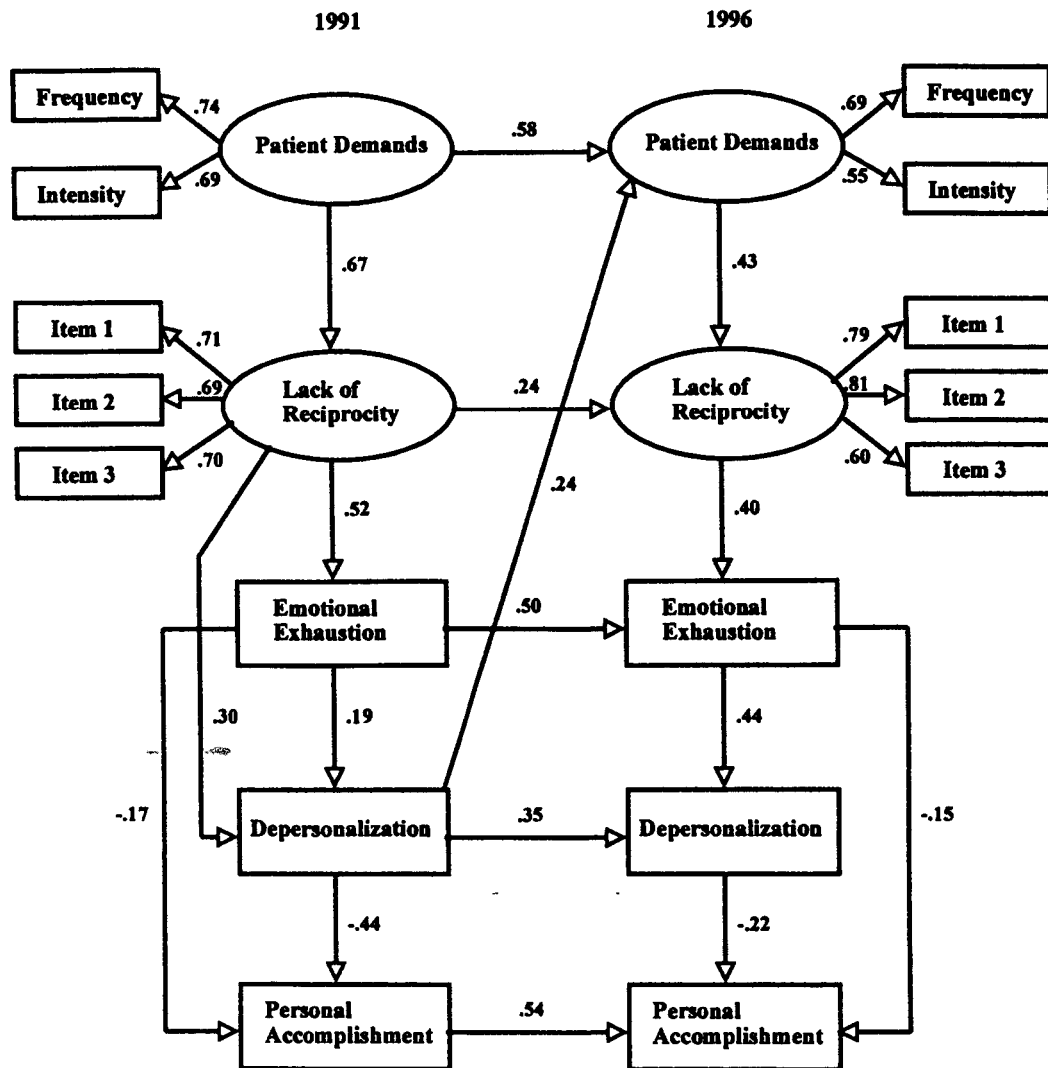 1991 1996
Frequency .74 .69 Frequency
Patient Demands .58 Patient Demands
Intensity .69 .55 Intensity
.67 .43
Item 1 .71 .79 Item 1
Item 2 .69 Lack of Reciprocity .24 Lack of Reciprocity .81 Item 2
Item 3 .70 .60 Item 3
.24
.52 .40
Emotional Exhaustion .50 Emotional Exhaustion
.30 .19 .44
-.17 -.15
Depersonalization .35 Depersonalization
-.44 -.22
Personal Accomplishment .54 Personal Accomplishment